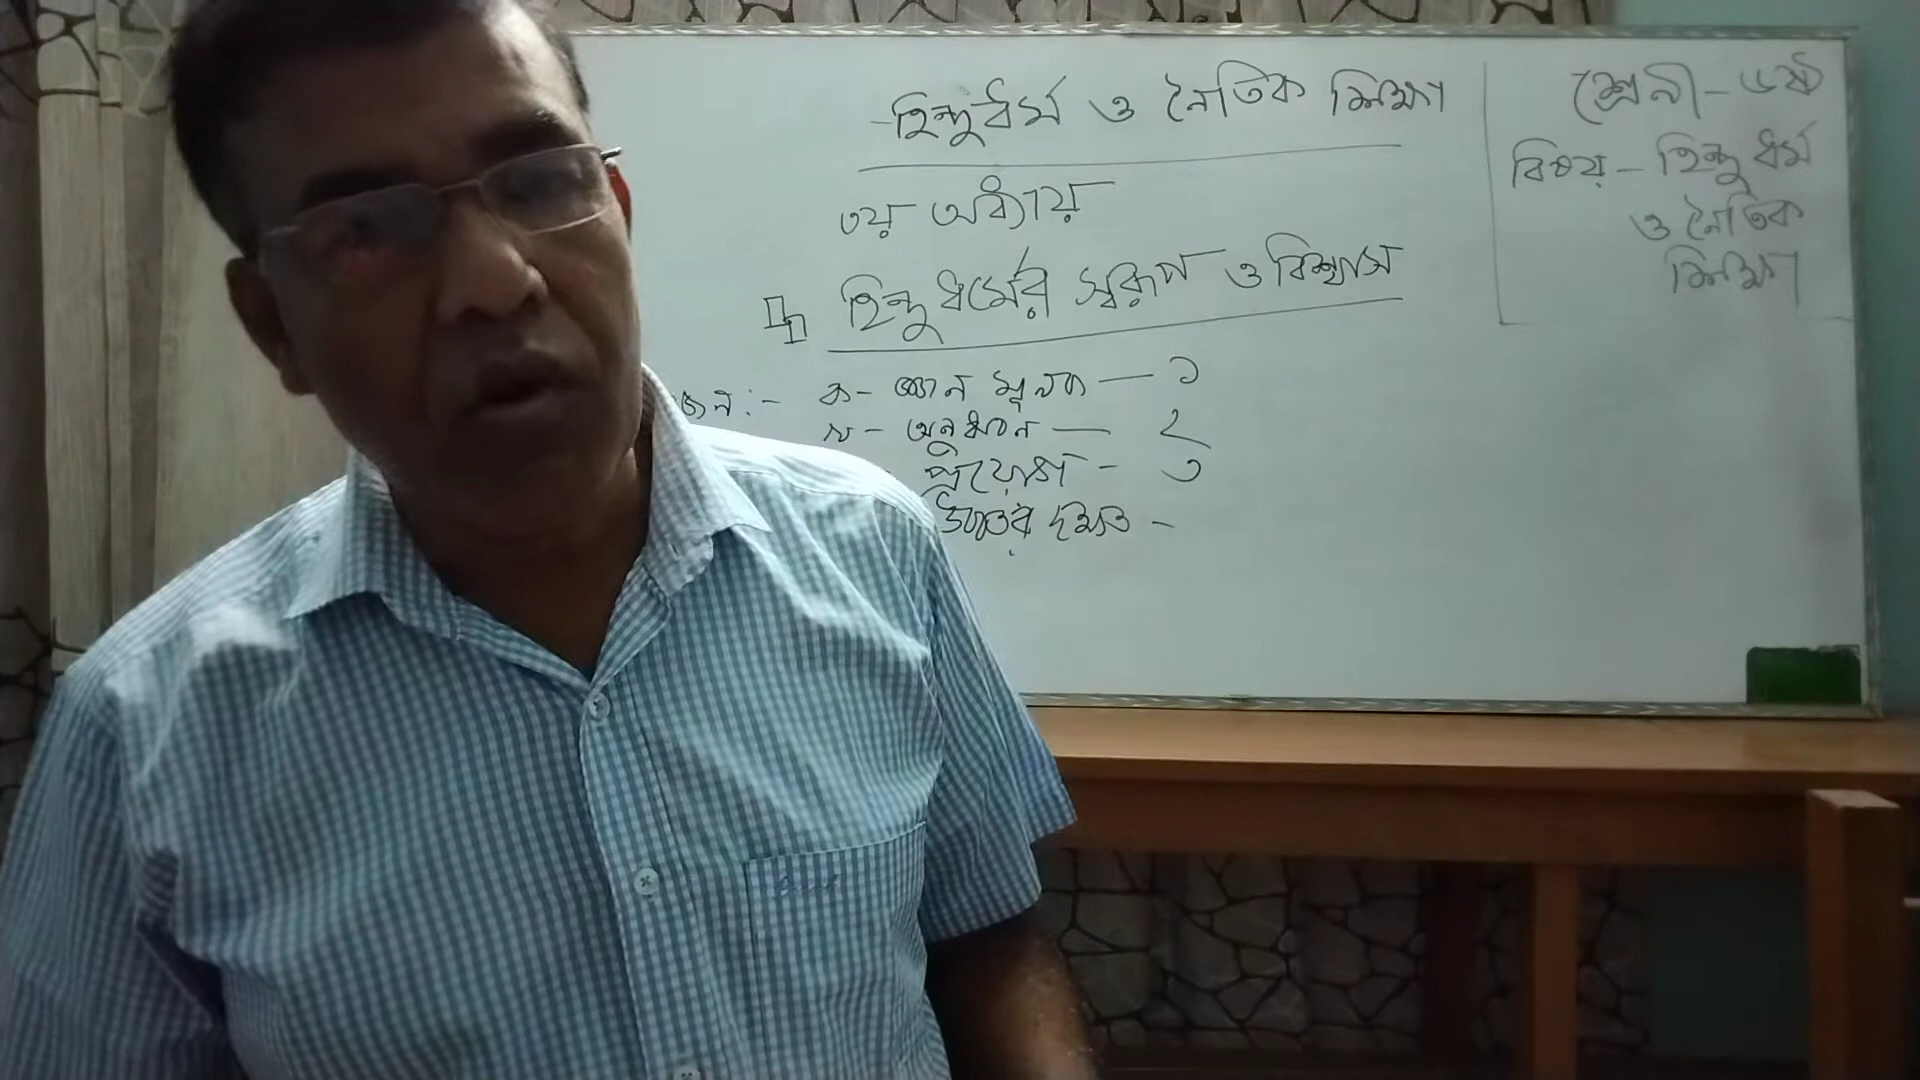 হিন্দুধর্ম ও নৈতিক শিক্ষা
৩য় অধ্যায়
হিন্দু ধর্মের স্বরূপ ও বিশ্বাস
ক - জ্ঞান মূলক — ১
খ - অনুধাবন — ২
প্রয়োগ - ৩
উচ্চতর দক্ষতা -
শ্রেনী - ৬ষ্ঠ
বিষয় - হিন্দু ধর্ম
ও নৈতিক
শিক্ষা